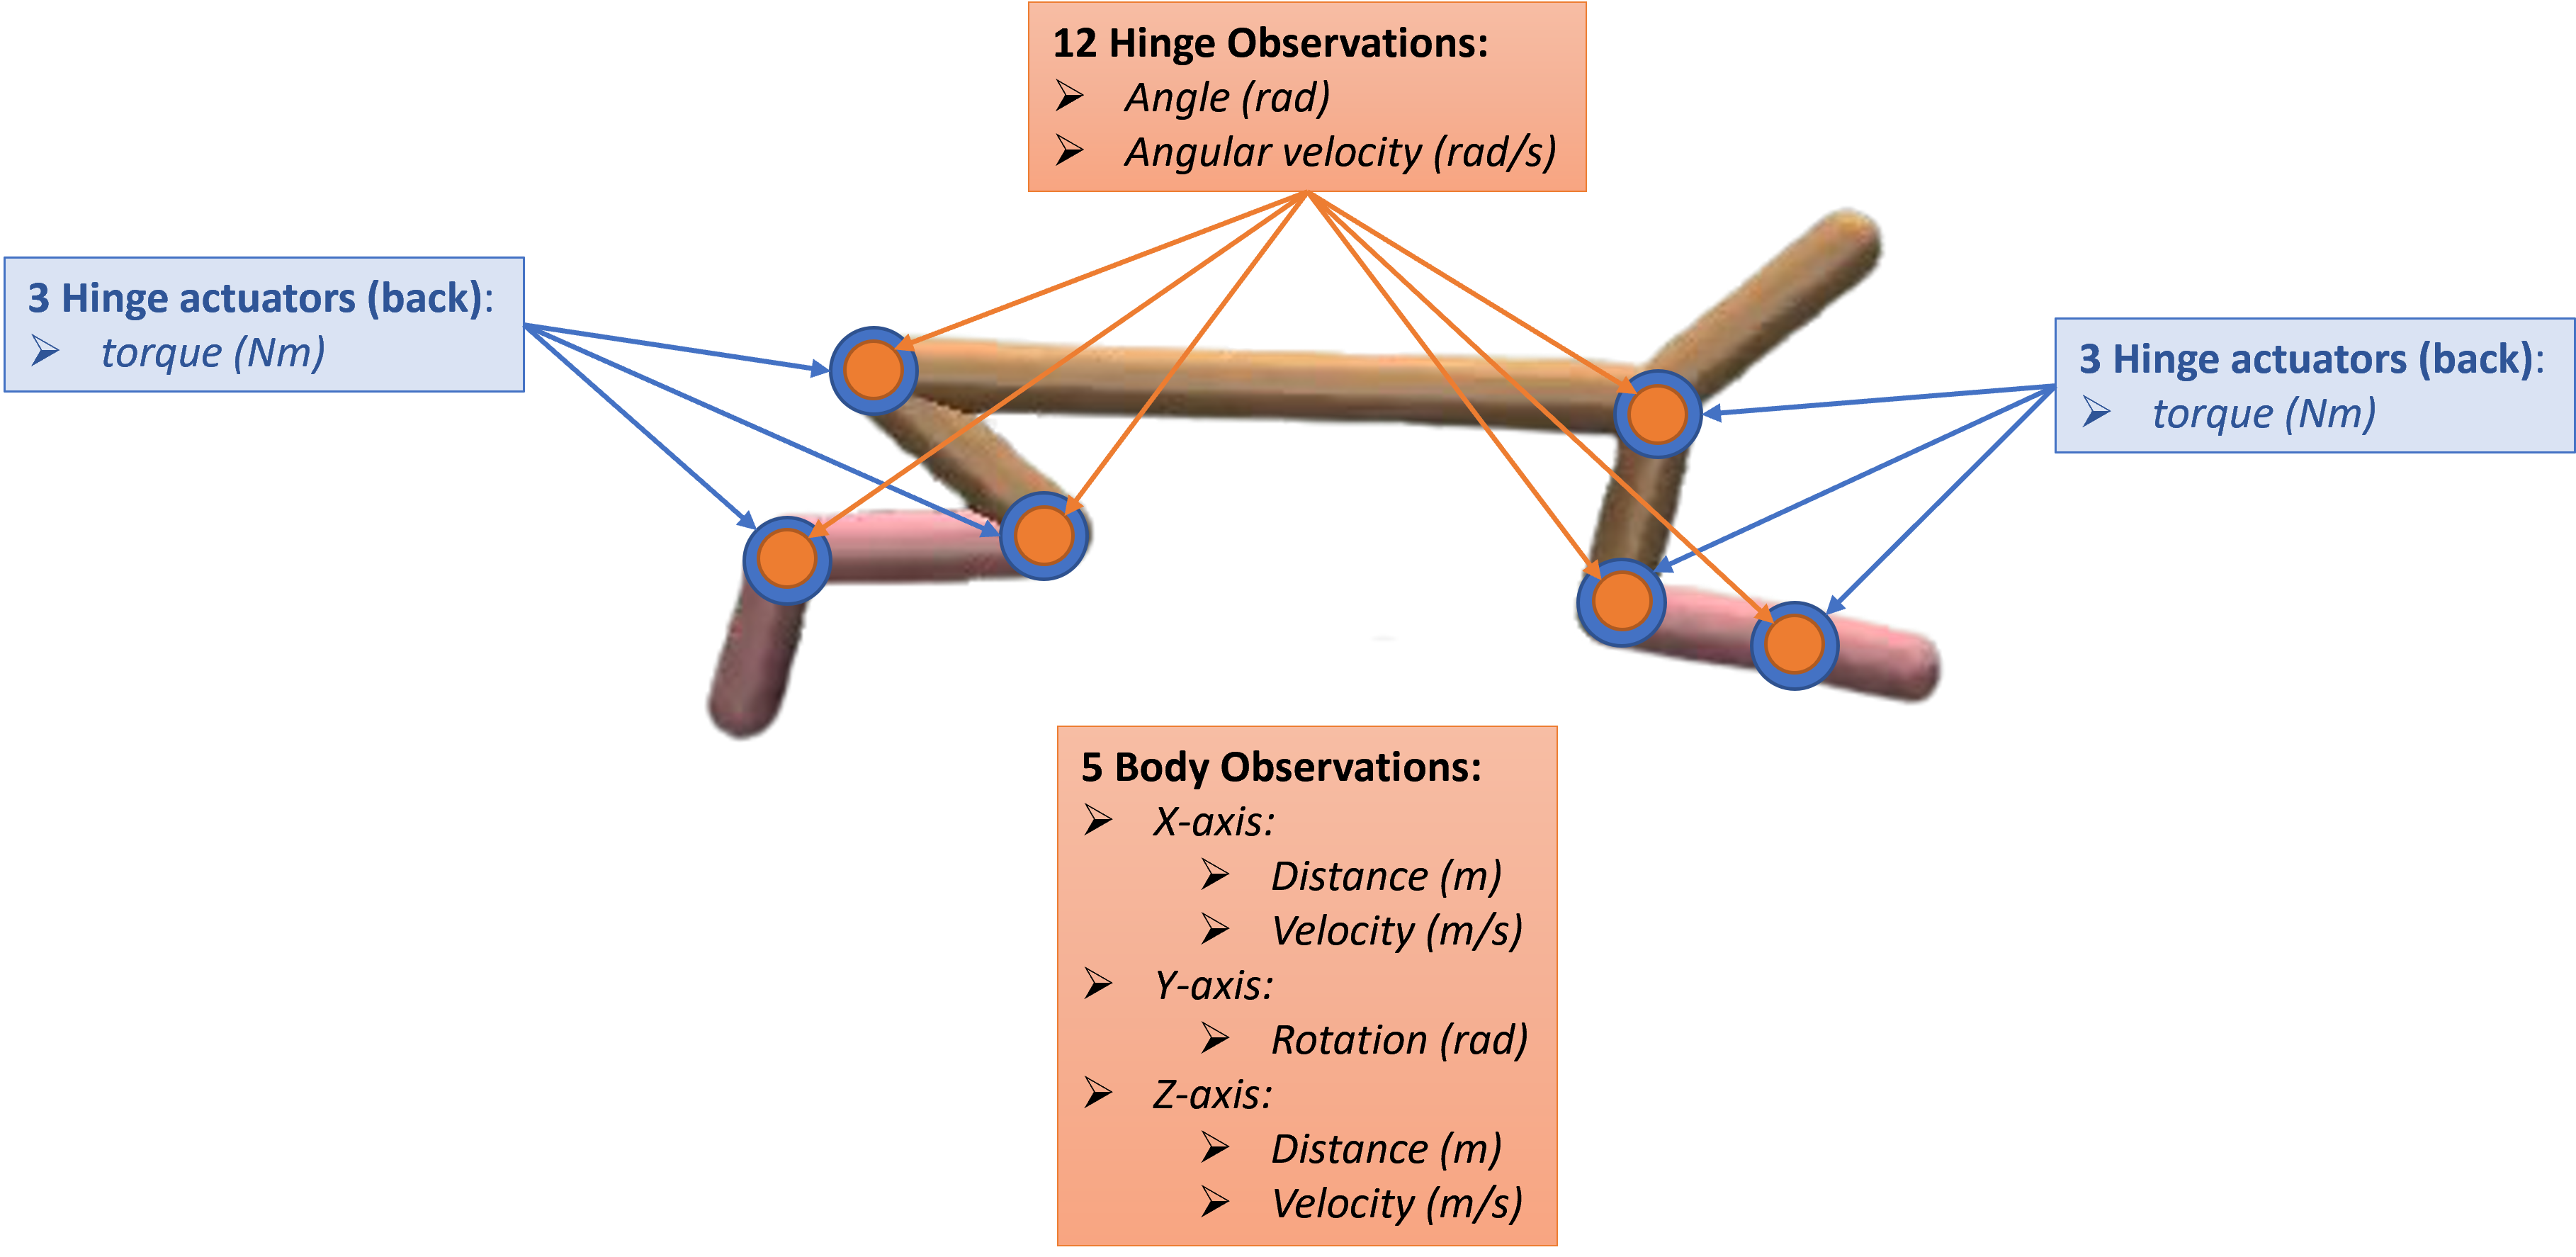 12 Hinge Observations:
➢ Angle (rad)
➢ Angular velocity (rad/s)
3 Hinge actuators (back):
➢ torque (Nm)
3 Hinge actuators (back):
➢ torque (Nm)
5 Body Observations:
➢ X-axis:
➢ Distance (m)
➢ Velocity (m/s)
➢ Y-axis:
➢ Rotation (rad)
➢ Z-axis:
➢ Distance (m)
➢ Velocity (m/s)